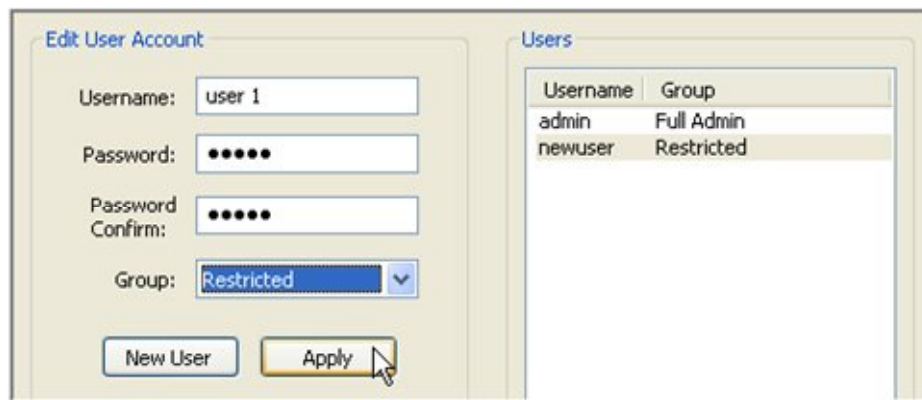 Edit User Account
Username: user 1
Password: •••••
Password
Confirm: •••••
Group: Restricted
New User Apply
Users
Username Group
admin Full Admin
newuser Restricted